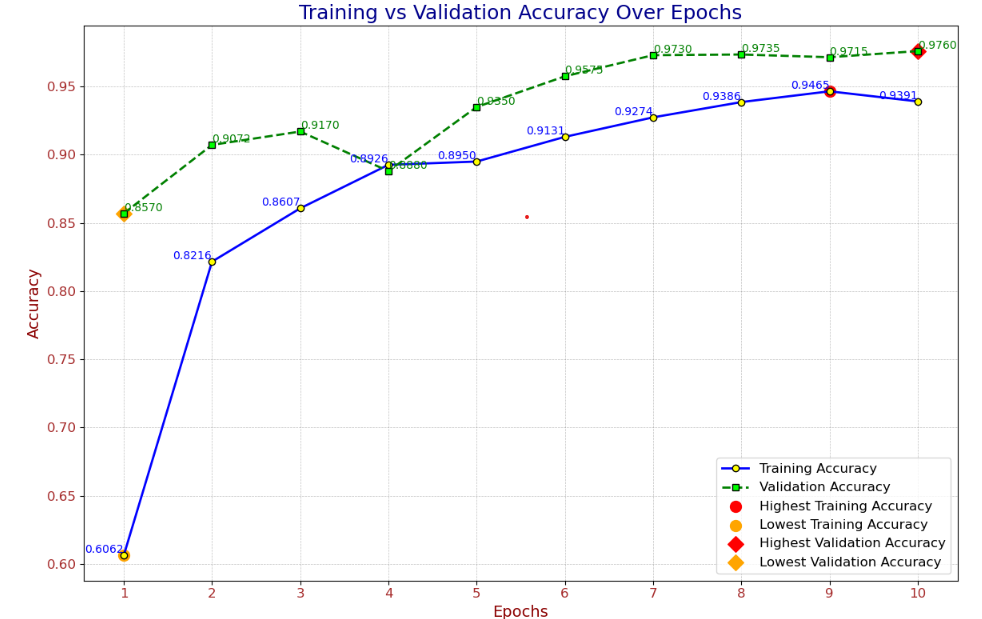 Training vs Validation Accuracy Over Epochs
0.9760
0.9730
0.9735
0.9715
0.9575
0.9465
0.9386
0.9391
0.95
0.9350
0.9274
0.9170
0.9131
0.9072
0.90
0.8926
0.8880
0.8950
0.8607
0.8570
0.85
0.8216
0.80
Accuracy
0.75
0.70
0.65
0.6062
0.60
Training Accuracy
Validation Accuracy
Highest Training Accuracy
Lowest Training Accuracy
Highest Validation Accuracy
Lowest Validation Accuracy
1 2 3 4 5 6 7 8 9 10
Epochs